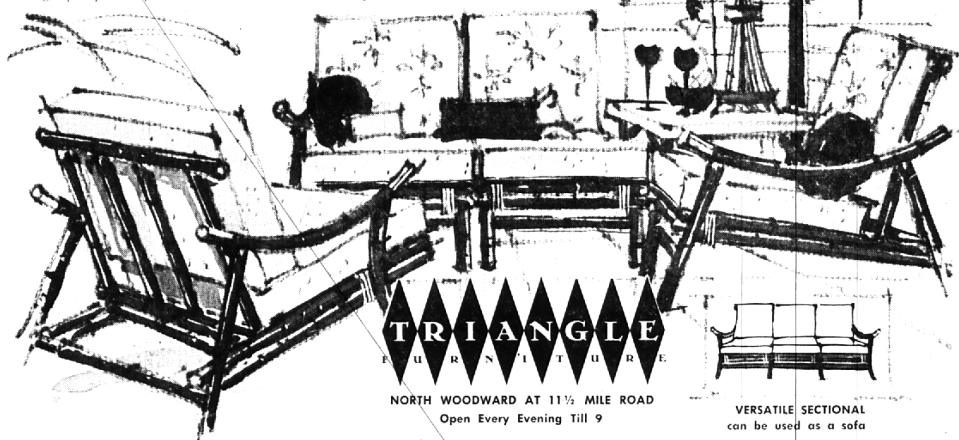 TRIANGLE
FURNITURE
NORTH WOODWARD AT 11½ MILE ROAD
Open Every Evening Till 9
VERSATILE SECTIONAL
can be used as a sofa